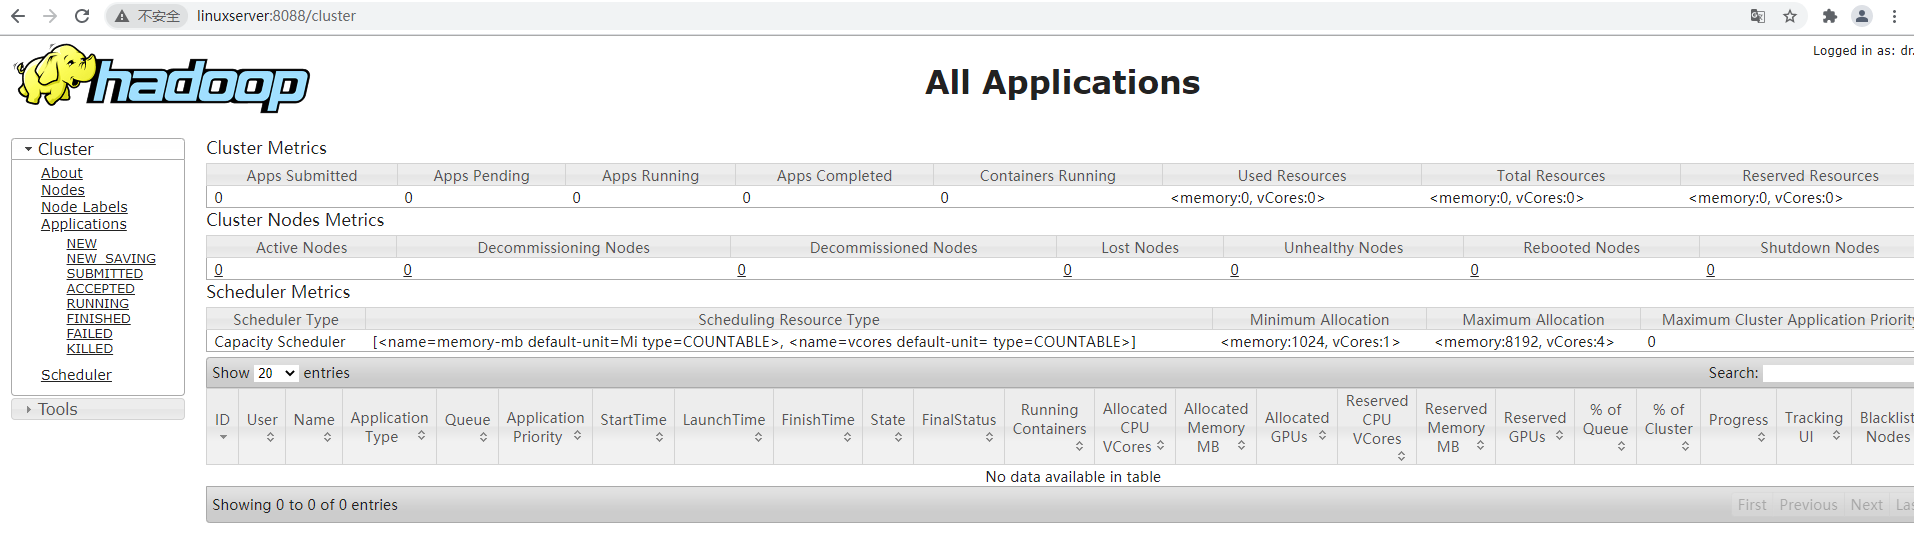 不安全 linuxserver:8088/cluster
Logged in as: dr.
hadoop
All Applications
Cluster
About
Nodes
Node Labels
Applications
NEW
NEW_SAVING
SUBMITTED
ACCEPTED
RUNNING
FINISHED
FAILED
KILLED
Scheduler
Tools
Cluster Metrics
Apps Submitted Apps Pending Apps Running Apps Completed Containers Running Used Resources Total Resources Reserved Resources
0 0 0 0 0 <memory:0, vCores:0> <memory:0, vCores:0> <memory:0, vCores:0>
Cluster Nodes Metrics
Active Nodes Decommissioning Nodes Decommissioned Nodes Lost Nodes Unhealthy Nodes Rebooted Nodes Shutdown Nodes
0 0 0 0 0 0 0
Scheduler Metrics
Scheduler Type Scheduling Resource Type Minimum Allocation Maximum Allocation Maximum Cluster Application Priority
Capacity Scheduler [<name=memory-mb default-unit=Mi type=COUNTABLE>, <name=vcores default-unit= type=COUNTABLE>] <memory:1024, vCores:1> <memory:8192, vCores:4> 0
Show 20 entries Search:
ID User Name Application Type Queue Application Priority StartTime LaunchTime FinishTime State FinalStatus Running Containers Allocated CPU VCores Allocated Memory MB Allocated GPUs Reserved CPU VCores Reserved Memory MB Reserved GPUs % of Queue % of Cluster Progress Tracking UI Blacklist Nodes
No data available in table
Showing 0 to 0 of 0 entries First Previous Next Las